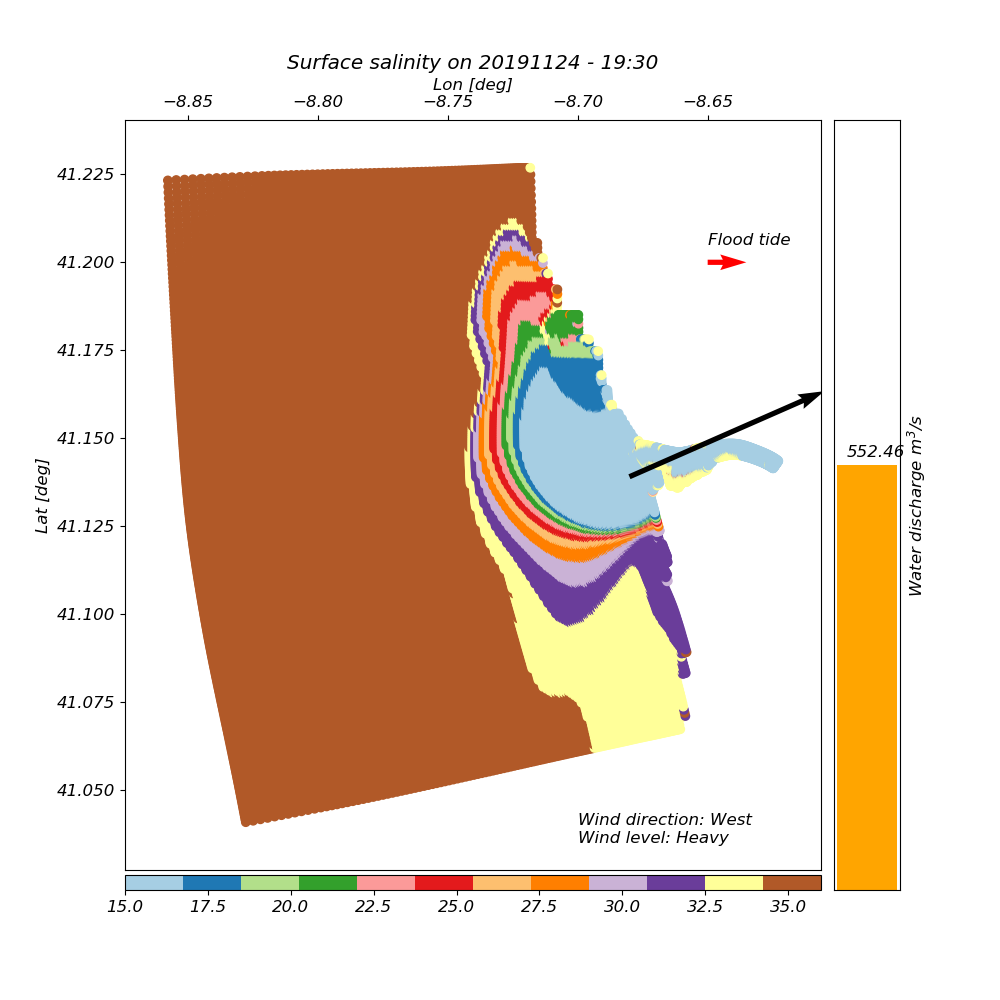 Surface salinity on 20191124 - 19:30
Lon [deg]
−8.85 −8.80 −8.75 −8.70 −8.65
41.225
41.200
41.175
41.150
41.125
41.100
41.075
41.050
Lat [deg]
Flood tide
552.46
Water discharge m³/s
Wind direction: West
Wind level: Heavy
15.0 17.5 20.0 22.5 25.0 27.5 30.0 32.5 35.0